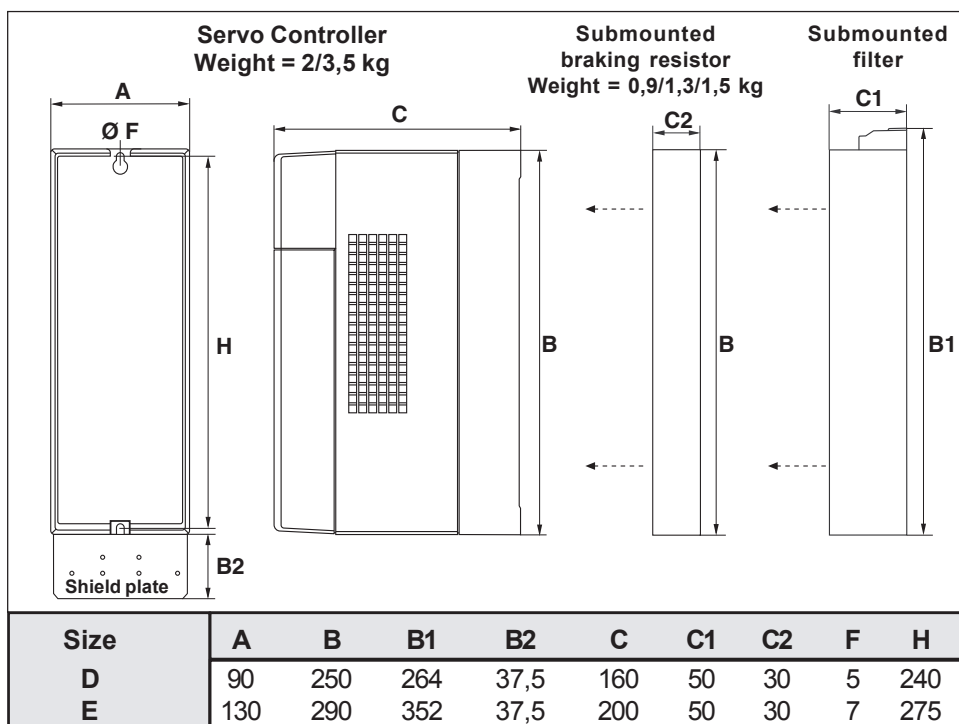 Servo Controller
Weight = 2/3,5 kg
Submounted
braking resistor
Weight = 0,9/1,3/1,5 kg
Submounted
filter
A
Ø F
C
C2
C1
H
B
B
B1
B2
Shield plate
Size A B B1 B2 C C1 C2 F H
D 90 250 264 37,5 160 50 30 5 240
E 130 290 352 37,5 200 50 30 7 275